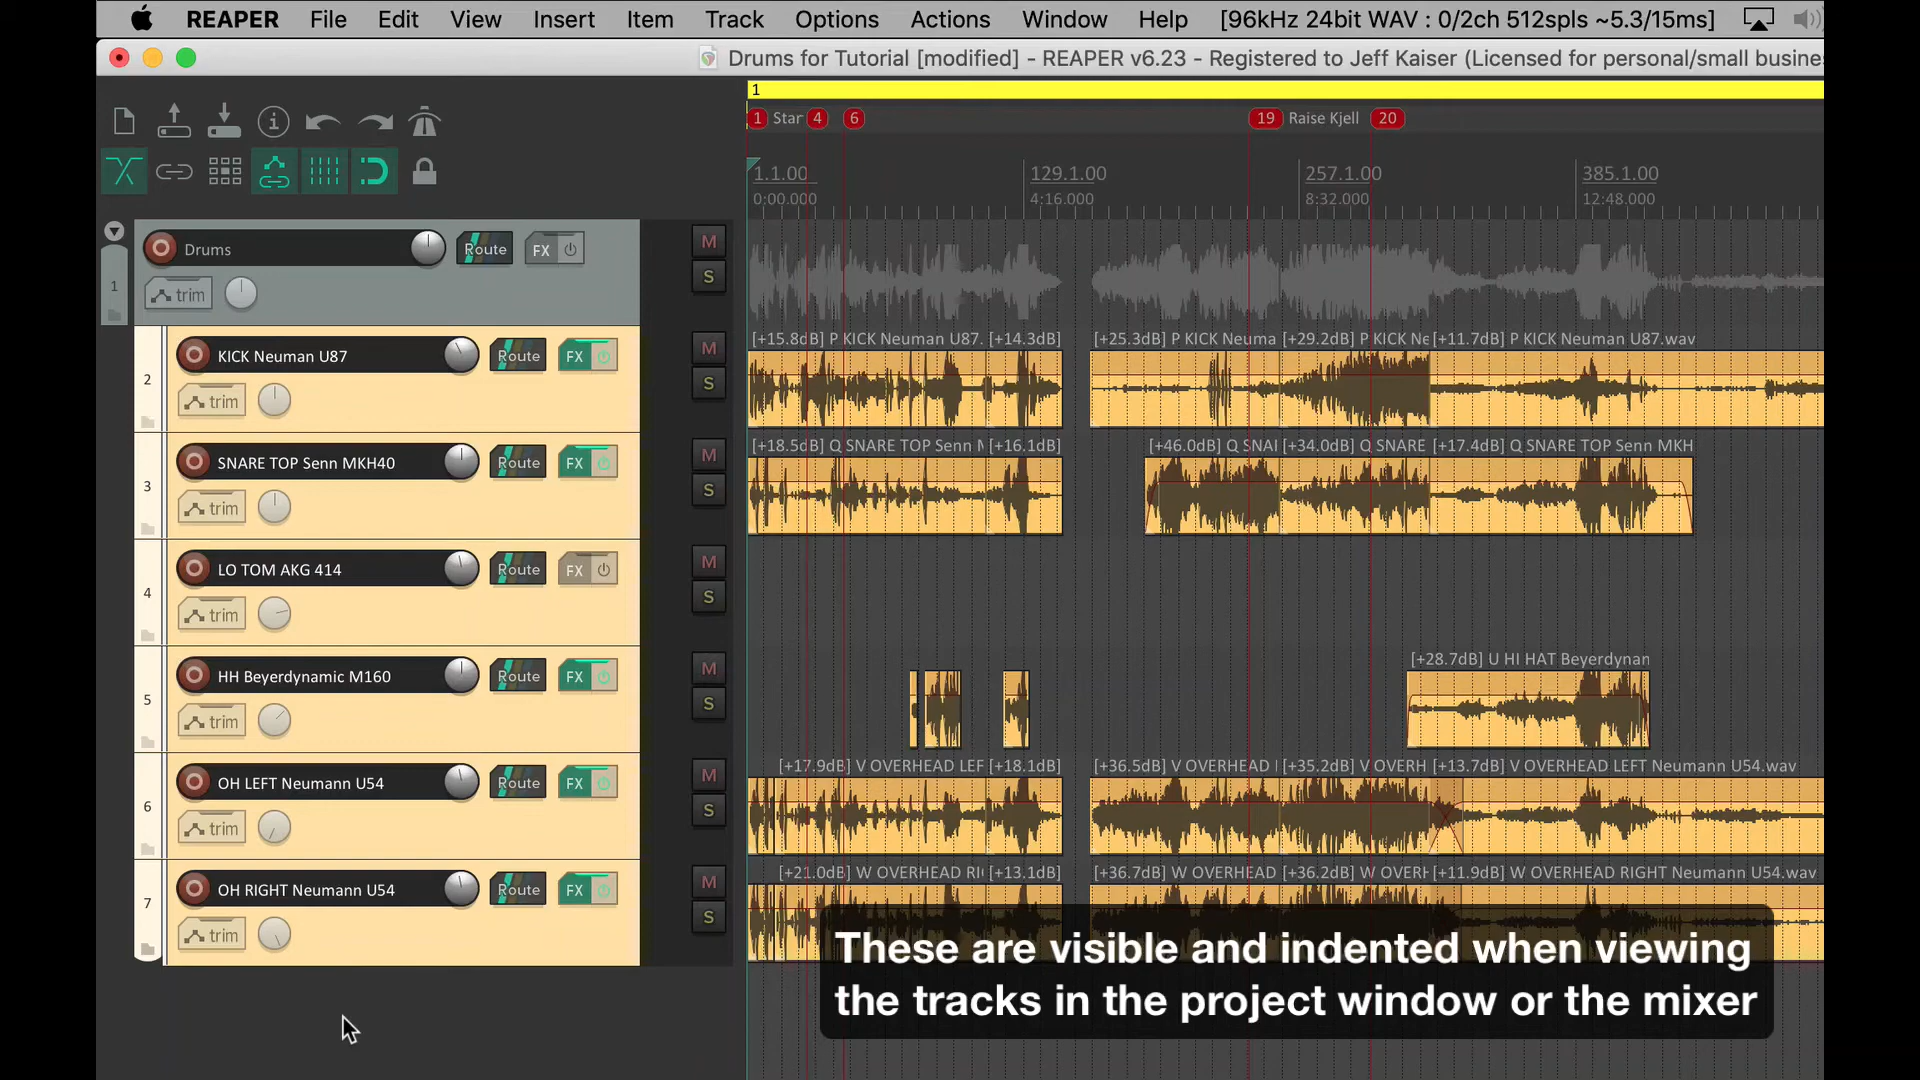 REAPER File Edit View Insert Item Track Options Actions Window Help [96kHz 24bit WAV : 0/2ch 512spls ~5.3/15ms]
Drums for Tutorial [modified] - REAPER v6.23 - Registered to Jeff Kaiser (Licensed for personal/small busine
1
1 Star 4 6 19 Raise Kjell 20
1.1.00 129.1.00 257.1.00 385.1.00
0:00.000 4:16.000 8:32.000 12:48.000
1 Drums Route FX M
trim S
2 KICK Neuman U87 Route FX M
trim S
[+15.8dB] P KICK Neuman U87. [+14.3dB] [+25.3dB] P KICK Neuma [+29.2dB] P KICK Ne [+11.7dB] P KICK Neuman U87.wav
3 SNARE TOP Senn MKH40 Route FX M
trim S
[+18.5dB] Q SNARE TOP Senn M [+16.1dB] [+46.0dB] Q SNAI [+34.0dB] Q SNARE [+17.4dB] Q SNARE TOP Senn MKH
4 LO TOM AKG 414 Route FX M
trim S
5 HH Beyerdynamic M160 Route FX M
trim S
[+28.7dB] U HI HAT Beyerdynan
6 OH LEFT Neumann U54 Route FX M
trim S
[+17.9dB] V OVERHEAD LEF [+18.1dB] [+36.5dB] V OVERHEAD [+35.2dB] V OVERH [+13.7dB] V OVERHEAD LEFT Neumann U54.wav
7 OH RIGHT Neumann U54 Route FX M
trim S
[+21.0dB] W OVERHEAD RI [+13.1dB] [+36.7dB] W OVERHEAD [+36.2dB] W OVERH [+11.9dB] W OVERHEAD RIGHT Neumann U54.wav
These are visible and indented when viewing
the tracks in the project window or the mixer